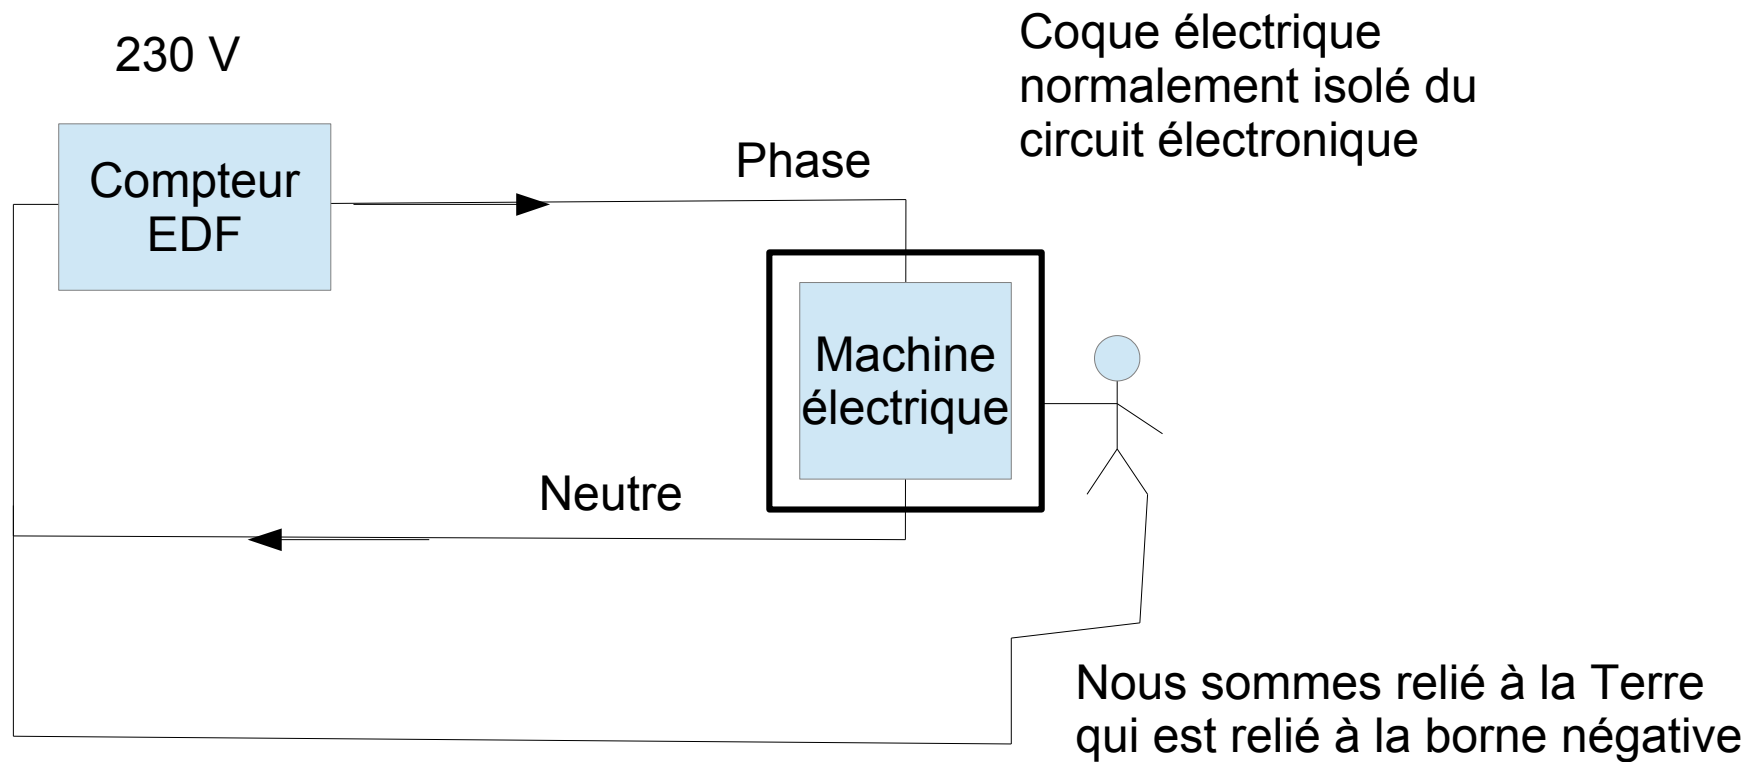 230 V
Coque électrique
normalement isolé du
circuit électronique
Compteur
EDF
Phase
Machine
électrique
Neutre
Nous sommes relié à la Terre
qui est relié à la borne négative